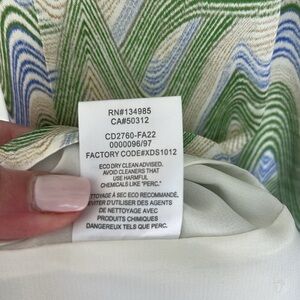 RN#134985
CA#50312
CD2760-FA22
0000096/97
FACTORY CODE#XDS1012
ECO DRY CLEAN ADVISED.
AVOID CLEANERS THAT
USE HARMFUL
CHEMICALS LIKE "PERC."
NETTOYAGE À SEC ECO RECOMMANDÉ,
ÉVITER D'UTILISER DES AGENTS
DE NETTOYAGE AVEC
PRODUITS CHIMIQUES
DANGEREUX TELS QUE PERC.